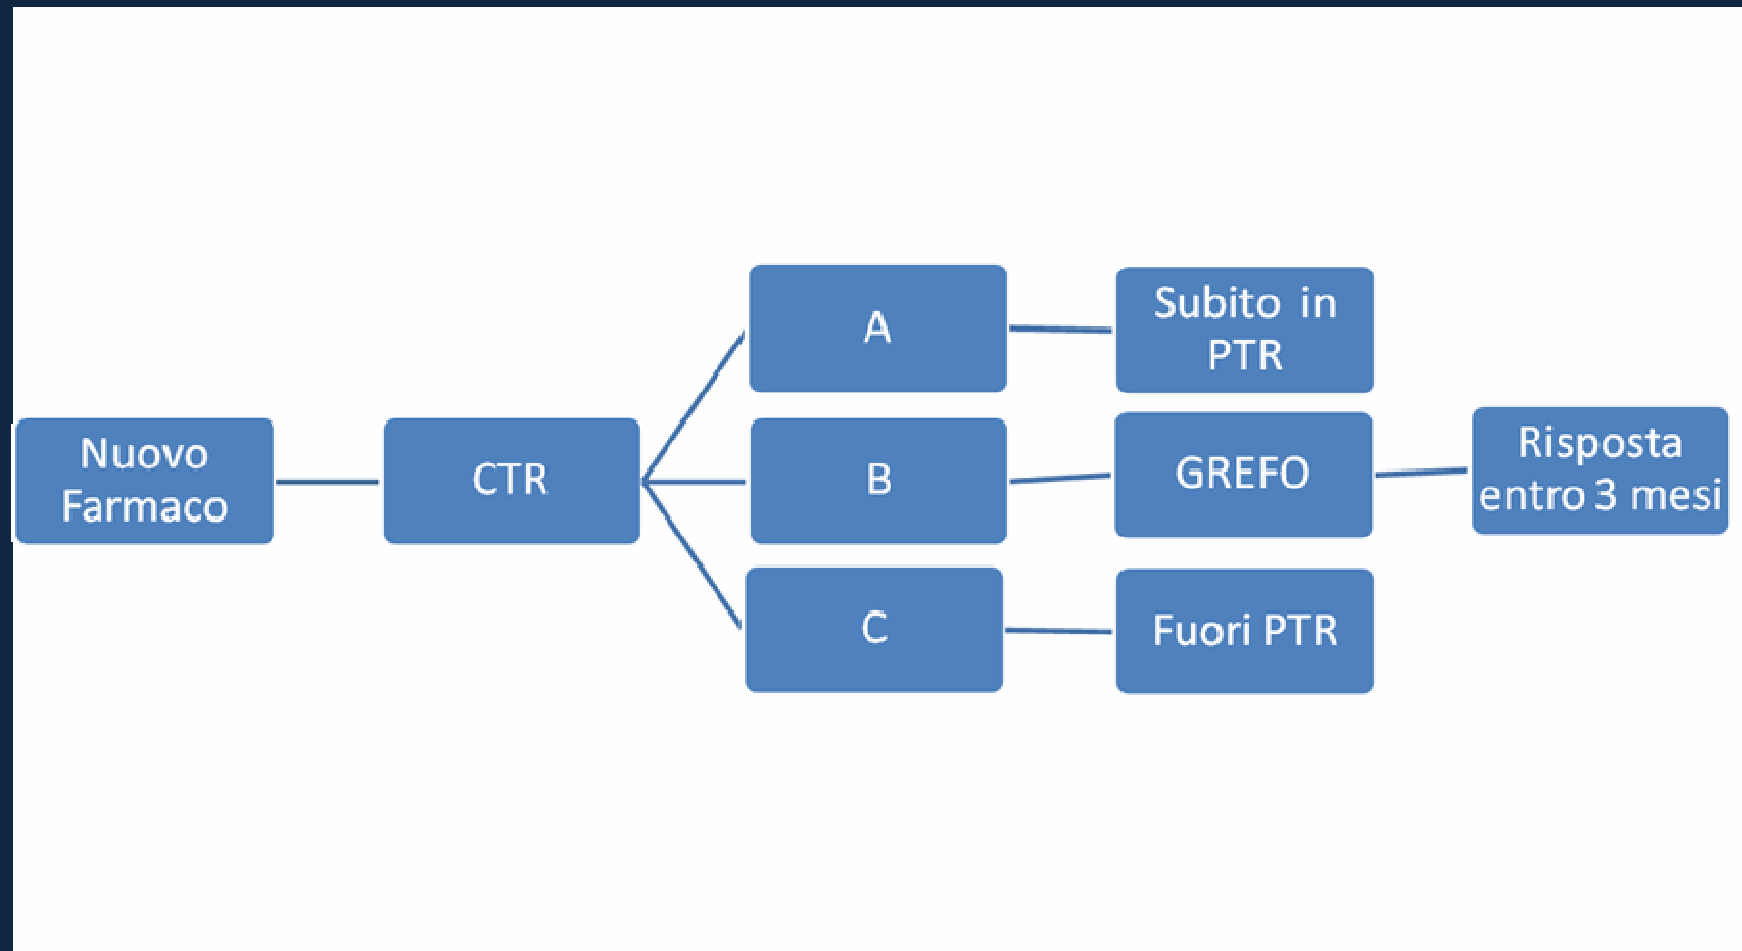 Nuovo
Farmaco
CTR
A
Subito in
PTR
B
GREFO
Risposta
entro 3 mesi
C
Fuori PTR